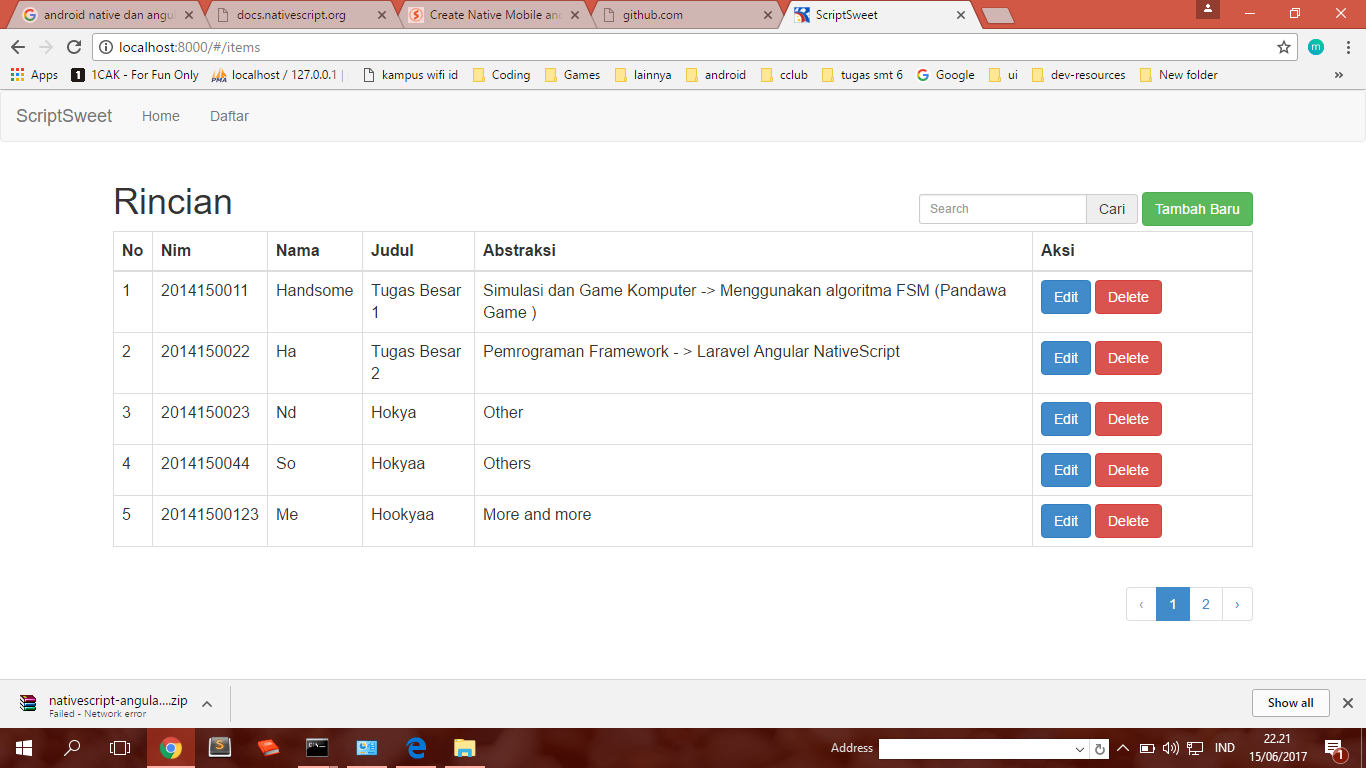 android native dan angu
docs.nativescript.org
Create Native Mobile and
github.com
ScriptSweet
localhost:8000/#/items
m
Apps
1
1CAK - For Fun Only
PMA
localhost / 127.0.0.1 |
kampus wifi id
Coding
Games
lainnya
android
cclub
tugas smt 6
Google
ui
dev-resources
New folder
»
ScriptSweet
Home
Daftar
Rincian
Search
Cari
Tambah Baru
No Nim Nama Judul Abstraksi Aksi
1 2014150011 Handsome Tugas Besar Simulasi dan Game Komputer -> Menggunakan algoritma FSM (Pandawa Edit Delete
1 Game )
2 2014150022 Ha Tugas Besar Pemrograman Framework - > Laravel Angular NativeScript Edit Delete
2
3 2014150023 Nd Hokya Other Edit Delete
4 2014150044 So Hokyaa Others Edit Delete
5 20141500123 Me Hookyaa More and more Edit Delete
‹ 1 2 ›
nativescript-angula....zip
Failed - Network error
Show all
Address
IND
22.21
15/06/2017
1